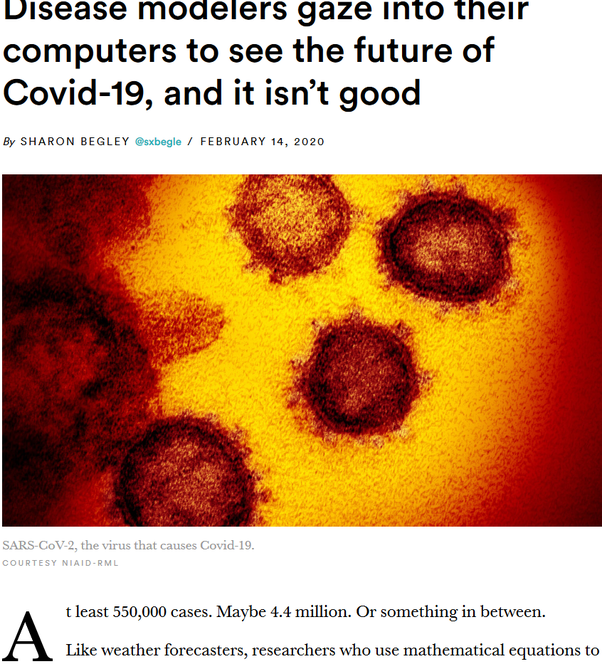 Disease modelers gaze into their
computers to see the future of
Covid-19, and it isn’t good
By SHARON BEGLEY @sxbegle / FEBRUARY 14, 2020
SARS-CoV-2, the virus that causes Covid-19.
COURTESY NIAID-RML
At least 550,000 cases. Maybe 4.4 million. Or something in between.
Like weather forecasters, researchers who use mathematical equations to